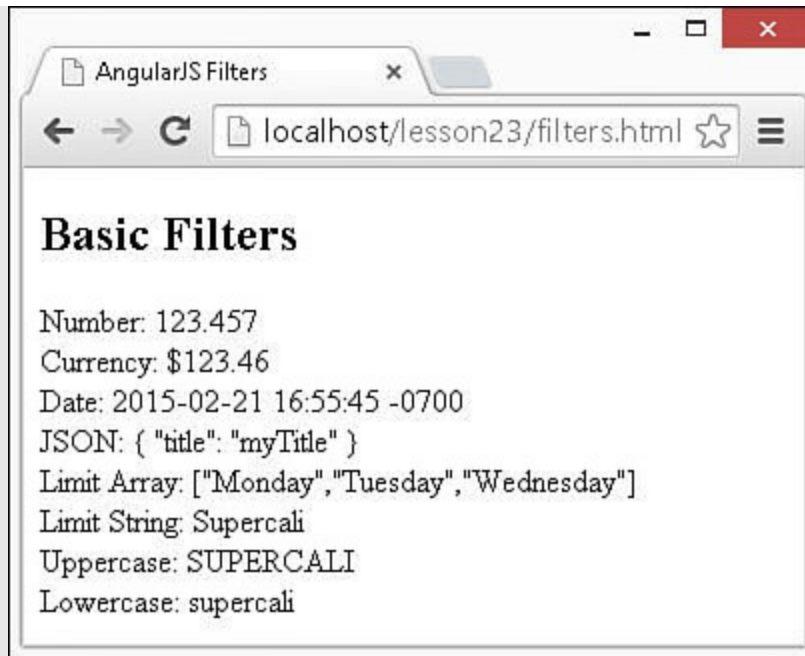 AngularJS Filters
localhost/lesson23/filters.html
Basic Filters
Number: 123.457
Currency: $123.46
Date: 2015-02-21 16:55:45 -0700
JSON: { "title": "myTitle" }
Limit Array: ["Monday","Tuesday","Wednesday"]
Limit String: Supercali
Uppercase: SUPERCALI
Lowercase: supercali